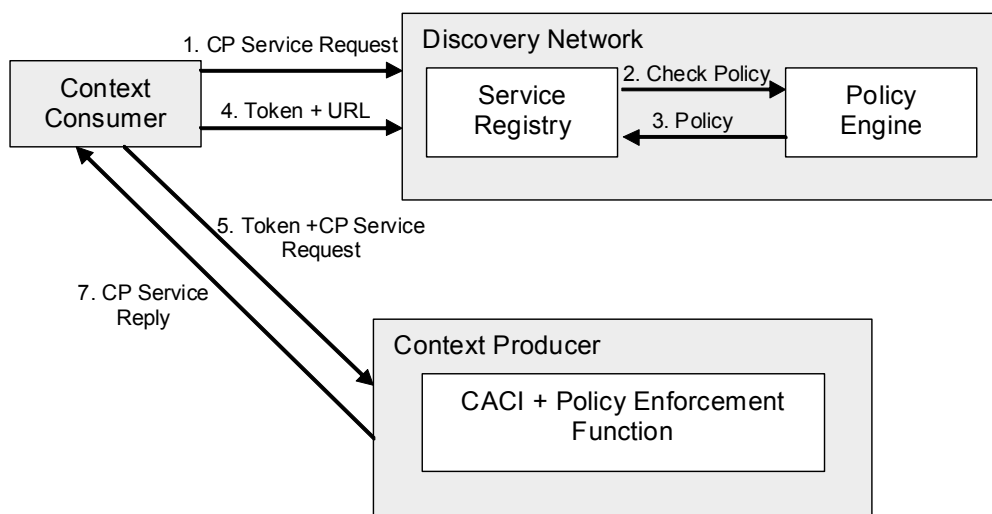 1. CP Service Request
Discovery Network
Context
Consumer
4. Token + URL
Service
Registry
2. Check Policy
3. Policy
Policy
Engine
5. Token +CP Service
Request
7. CP Service
Reply
Context Producer
CACI + Policy Enforcement
Function